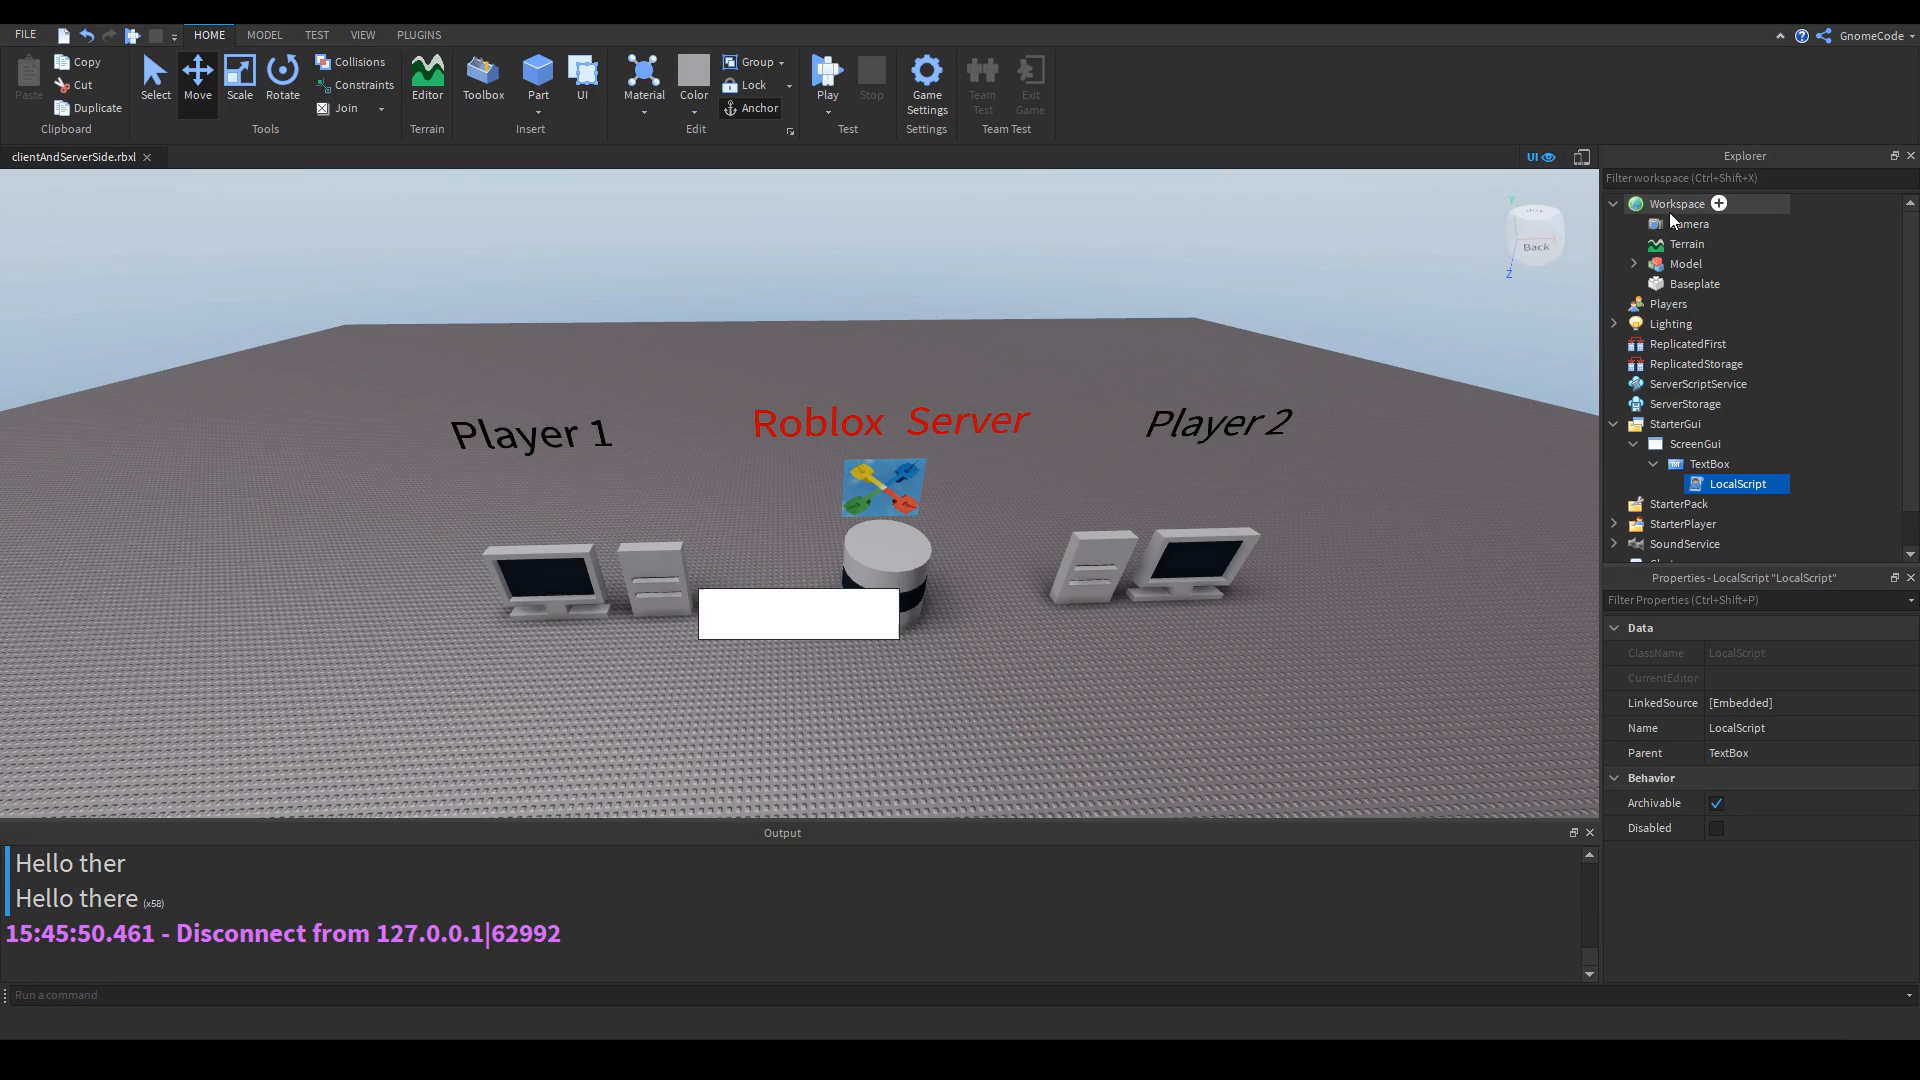 FILE HOME MODEL TEST VIEW PLUGINS GnomeCode
Paste Copy Cut Duplicate Clipboard
Select Move Scale Rotate Collisions Constraints Join Tools
Editor Terrain
Toolbox Part UI Insert
Material Color Group Lock Anchor Edit
Play Stop Test
Game Settings Settings
Team Test Exit Game Team Test
clientAndServerSide.rbxl UI
Explorer
Filter workspace (Ctrl+Shift+X)
Workspace
Camera
Terrain
Model
Baseplate
Players
Lighting
ReplicatedFirst
ReplicatedStorage
ServerScriptService
ServerStorage
StarterGui
ScreenGui
TextBox
LocalScript
StarterPack
StarterPlayer
SoundService
Y
Back
Z
Player 1
Roblox Server
Player 2
Properties - LocalScript "LocalScript"
Filter Properties (Ctrl+Shift+P)
Data
ClassName LocalScript
CurrentEditor
LinkedSource [Embedded]
Name LocalScript
Parent TextBox
Behavior
Archivable
Disabled
Output
Hello ther
Hello there (x58)
15:45:50.461 - Disconnect from 127.0.0.1|62992
Run a command